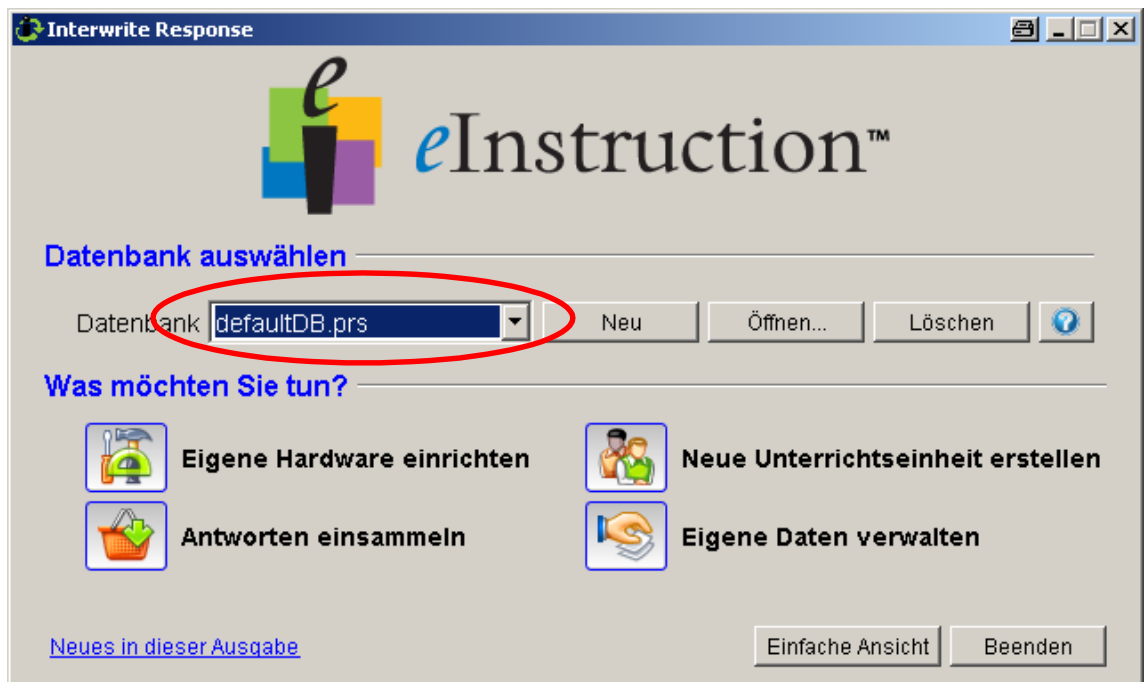 Interwrite Response
eInstruction™
Datenbank auswählen
Datenbank defaultDB.prs Neu Öffnen... Löschen
Was möchten Sie tun?
Eigene Hardware einrichten Neue Unterrichtseinheit erstellen
Antworten einsammeln Eigene Daten verwalten
Neues in dieser Ausgabe Einfache Ansicht Beenden